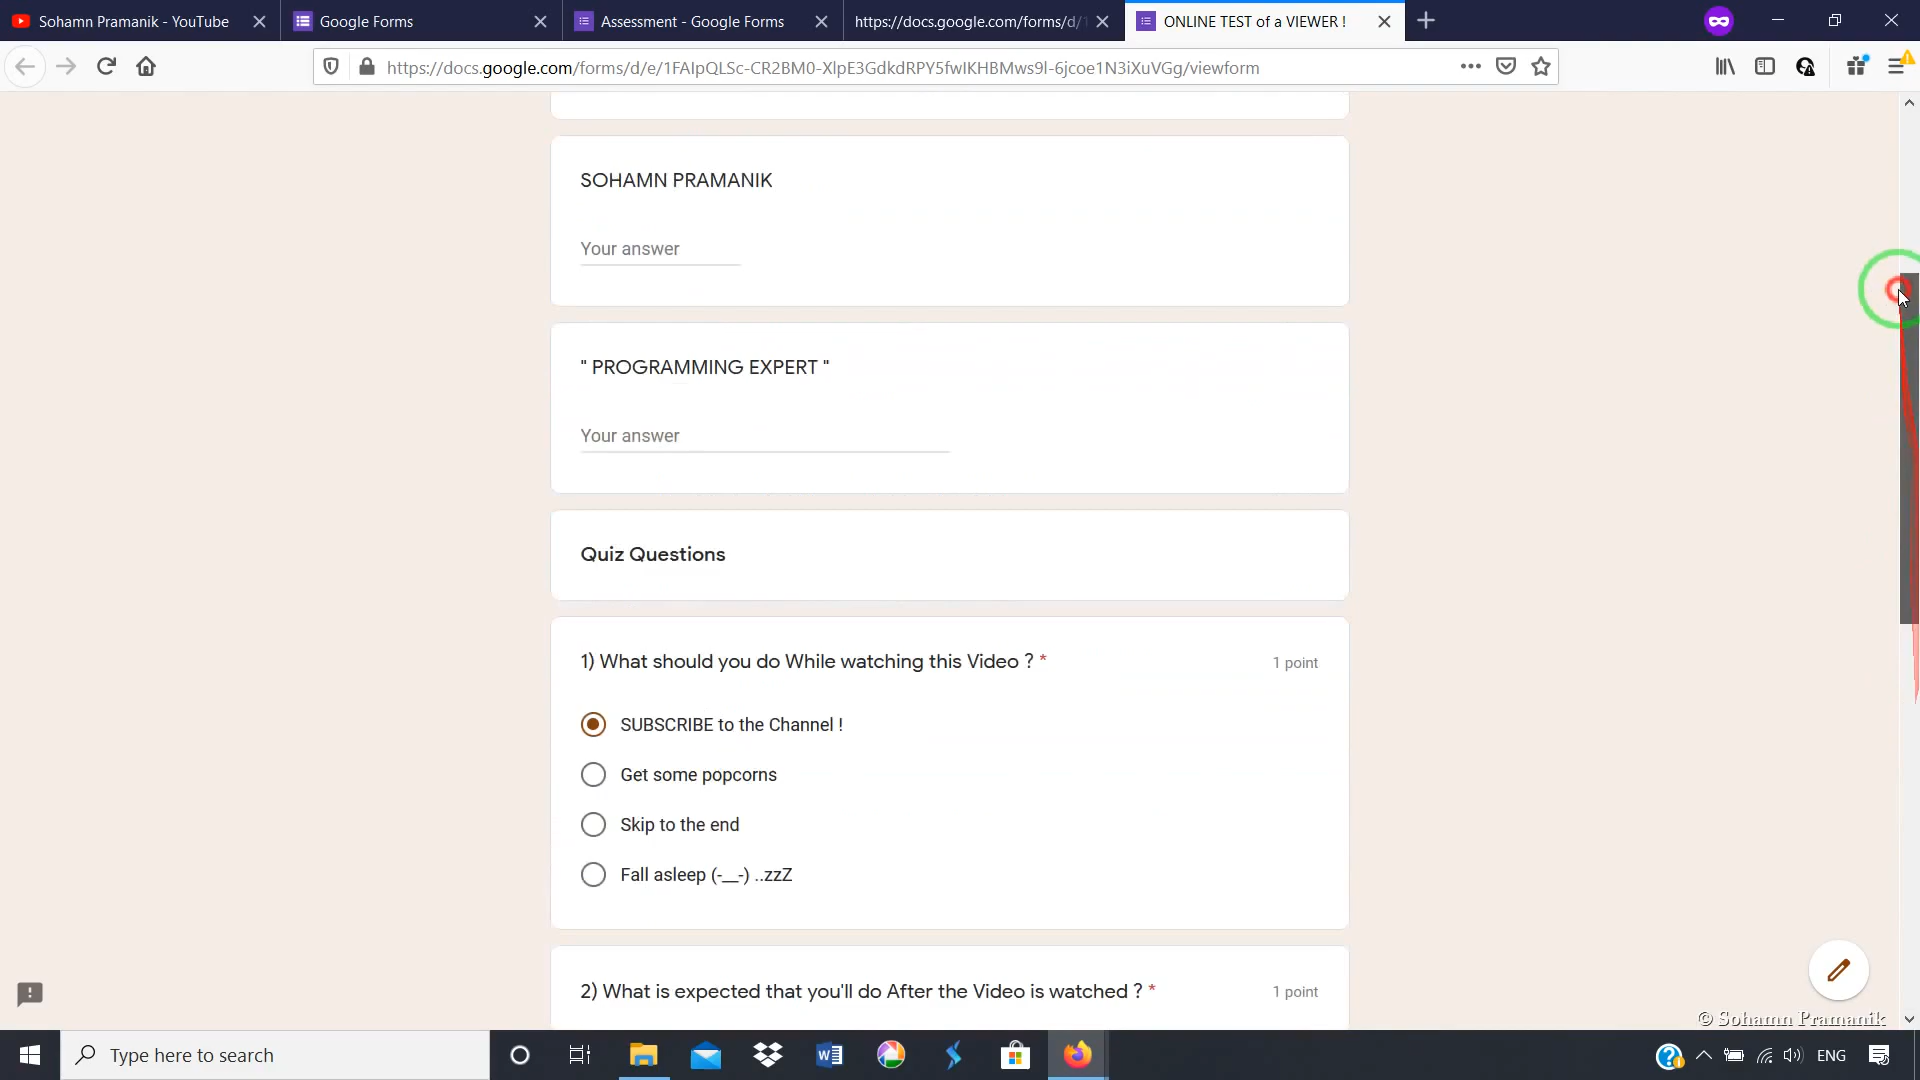 Sohamn Pramanik - YouTube
Google Forms
Assessment - Google Forms
https://docs.google.com/forms/d/1
ONLINE TEST of a VIEWER !
https://docs.google.com/forms/d/e/1FAIpQLSc-CR2BM0-XlpE3GdkdRPY5fwIKHBMws9l-6jcoe1N3iXuVGg/viewform
SOHAMN PRAMANIK
Your answer
" PROGRAMMING EXPERT "
Your answer
Quiz Questions
1) What should you do While watching this Video ? *
1 point
SUBSCRIBE to the Channel !
Get some popcorns
Skip to the end
Fall asleep (-__-) ..zzZ
2) What is expected that you'll do After the Video is watched ? *
1 point
© Sohamn Pramanik
Type here to search
ENG